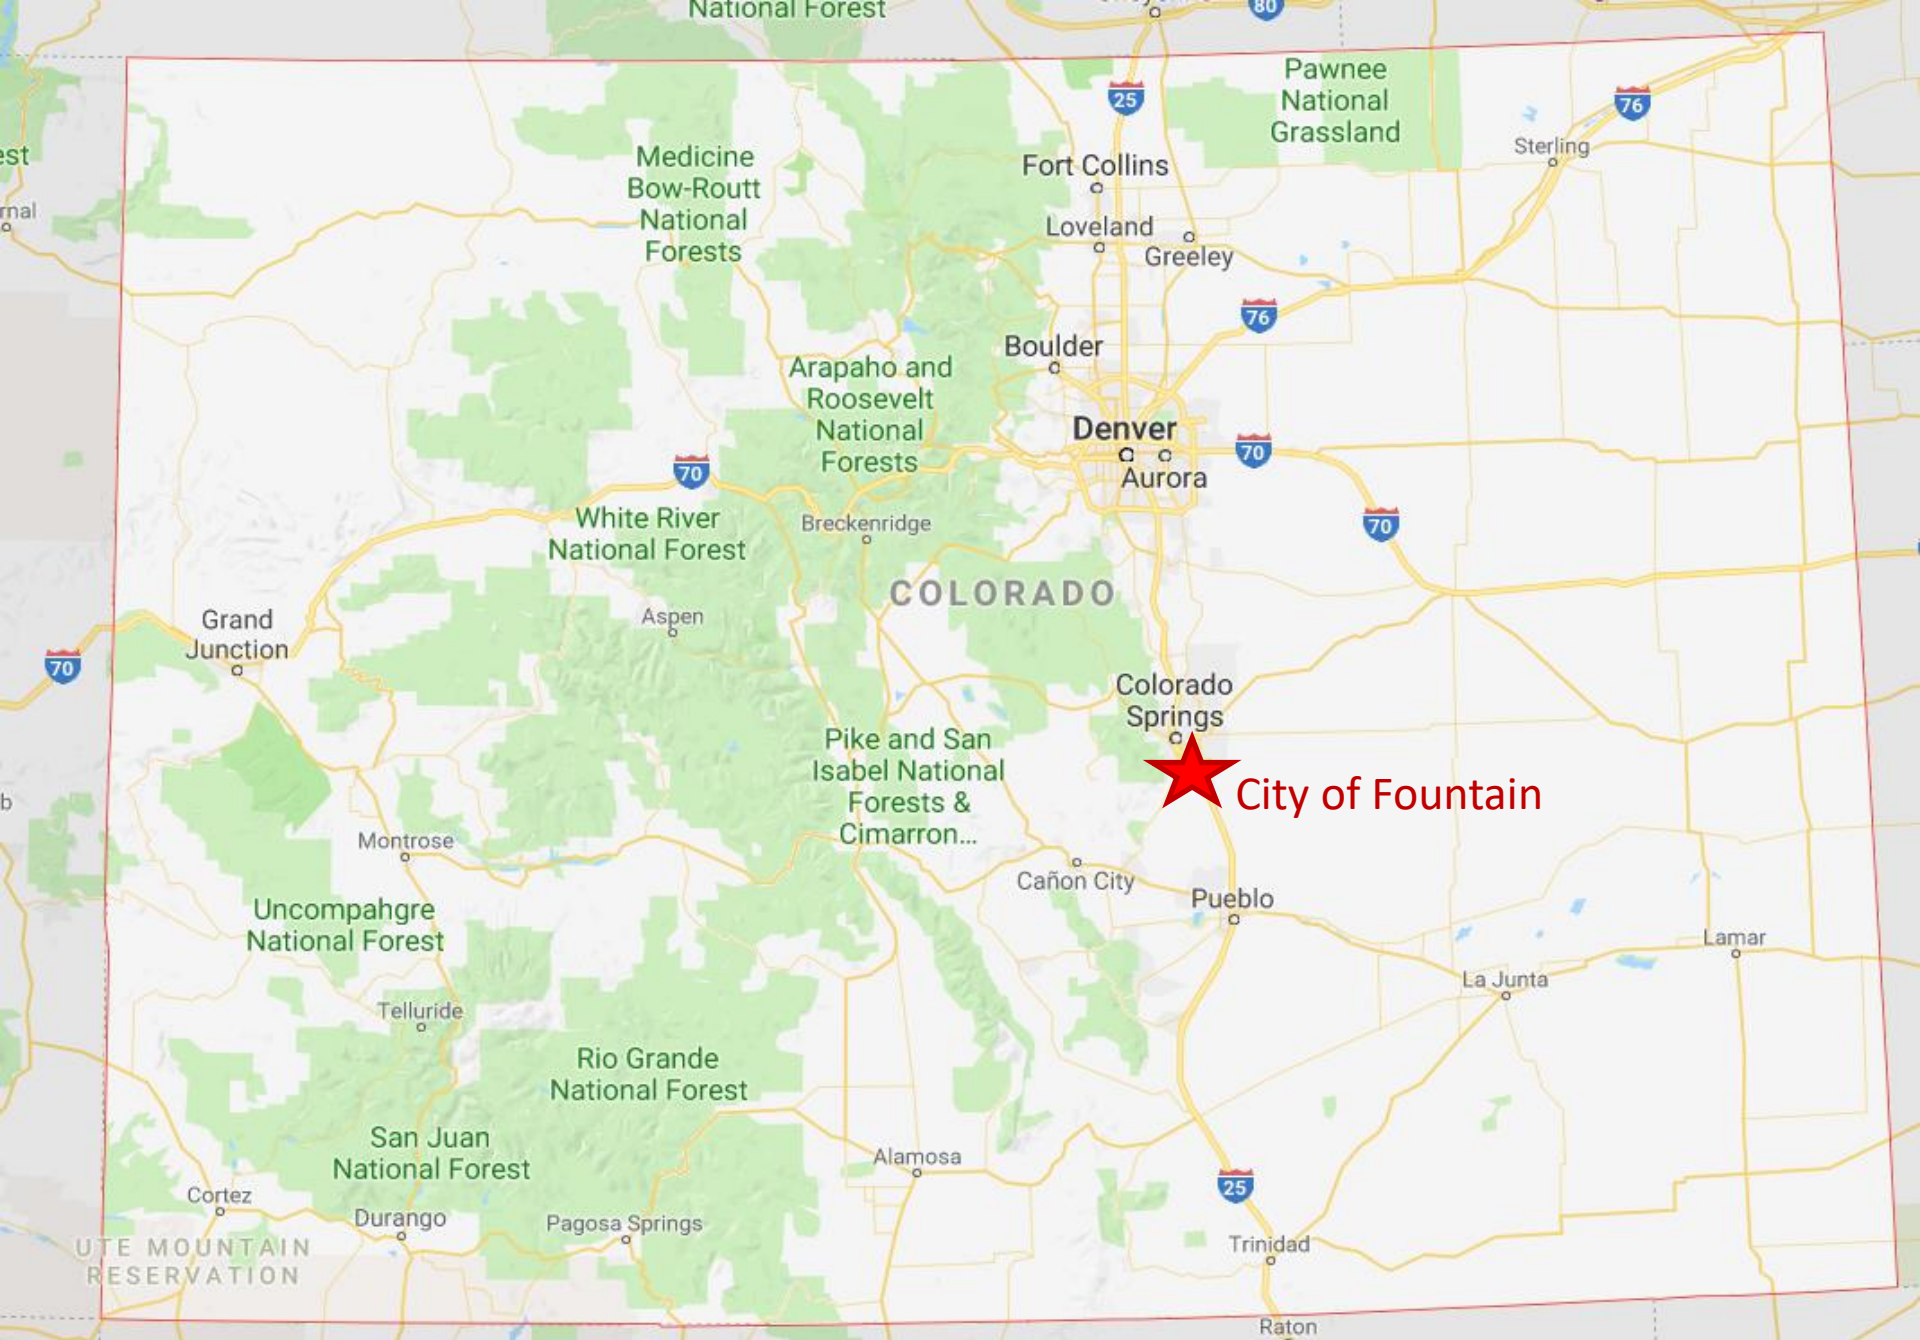 National Forest
80
25
Pawnee
National
Grassland
76
Sterling
est
Medicine
Bow-Routt
National
Forests
Fort Collins
rnal
Loveland
Greeley
76
Boulder
Arapaho and
Roosevelt
National
Forests
Denver
70
Aurora
70
White River
National Forest
Breckenridge
70
COLORADO
Grand
Junction
Aspen
70
Colorado
Springs
Pike and San
Isabel National
Forests &
Cimarron...
City of Fountain
b
Montrose
Cañon City
Pueblo
Uncompahgre
National Forest
Lamar
La Junta
Telluride
Rio Grande
National Forest
San Juan
National Forest
Alamosa
25
Cortez
Durango
Pagosa Springs
UTE MOUNTAIN
RESERVATION
Trinidad
Raton